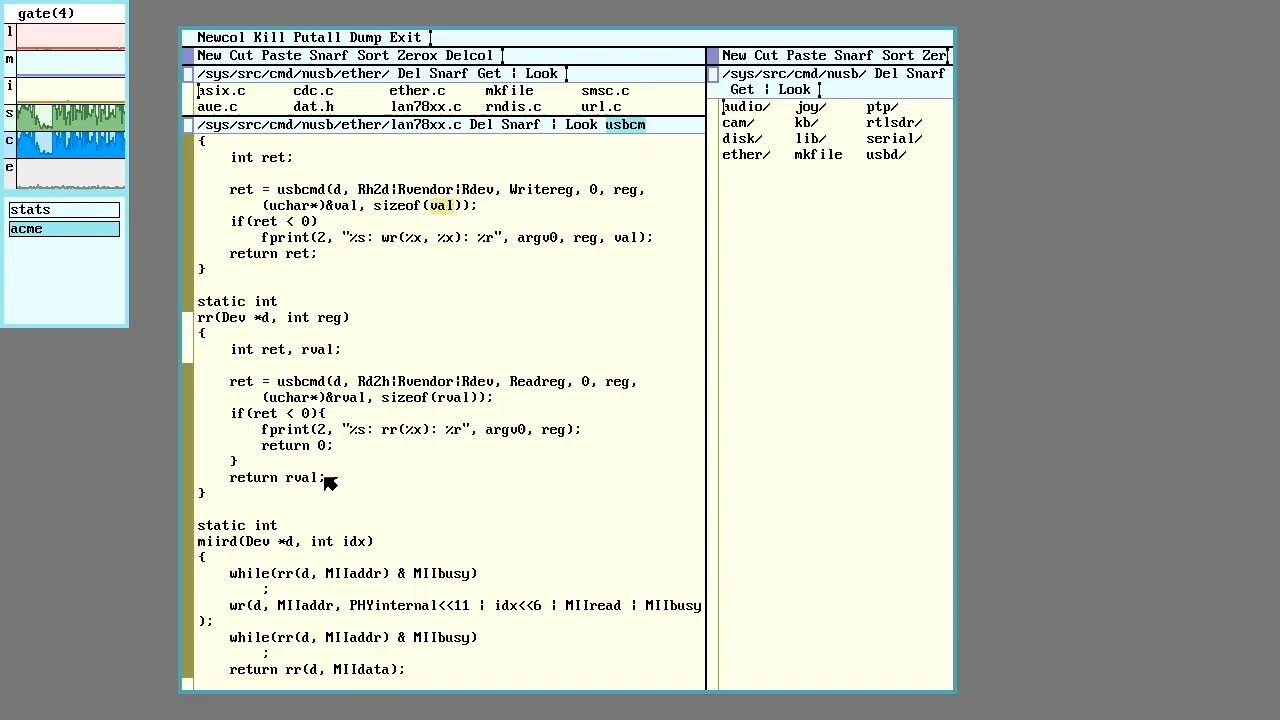 gate(4)
l
m
i
s
c
e
stats
acme
Newcol Kill Putall Dump Exit
New Cut Paste Snarf Sort Zerox Delcol
/sys/src/cmd/nusb/ether/ Del Snarf Get | Look
asix.c cdc.c ether.c mkfile smsc.c
aue.c dat.h lan78xx.c rndis.c url.c
/sys/src/cmd/nusb/ether/lan78xx.c Del Snarf | Look usbcm
{
int ret;
ret = usbcmd(d, Rh2d|Rvendor|Rdev, Writereg, 0, reg,
(uchar*)&val, sizeof(val));
if(ret < 0)
fprint(2, "%s: wr(%x, %x): %r", argv0, reg, val);
return ret;
}
static int
rr(Dev *d, int reg)
{
int ret, rval;
ret = usbcmd(d, Rd2h|Rvendor|Rdev, Readreg, 0, reg,
(uchar*)&rval, sizeof(rval));
if(ret < 0){
fprint(2, "%s: rr(%x): %r", argv0, reg);
return 0;
}
return rval;
}
static int
miird(Dev *d, int idx)
{
while(rr(d, MIIaddr) & MIIbusy)
;
wr(d, MIIaddr, PHYinternal<<11 | idx<<6 | MIIread | MIIbusy
);
while(rr(d, MIIaddr) & MIIbusy)
;
return rr(d, MIIdata);
New Cut Paste Snarf Sort Zer
/sys/src/cmd/nusb/ Del Snarf
Get | Look
audio/ joy/ ptp/
cam/ kb/ rtlsdr/
disk/ lib/ serial/
ether/ mkfile usbd/